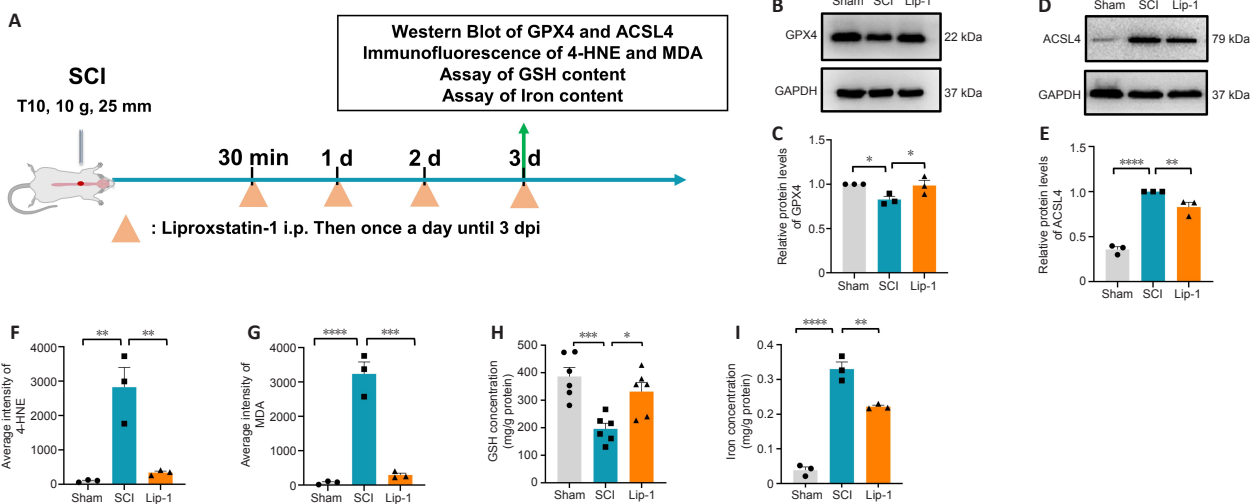 A
SCI
T10, 10 g, 25 mm
Western Blot of GPX4 and ACSL4
Immunofluorescence of 4-HNE and MDA
Assay of GSH content
Assay of Iron content
30 min
1 d
2 d
3 d
: Liproxstatin-1 i.p. Then once a day until 3 dpi
B
Sham SCI Lip-1
GPX4 22 kDa
GAPDH 37 kDa
C
Relative protein levels
of GPX4
1.5
1.0
0.5
0
* *
Sham SCI Lip-1
D
Sham SCI Lip-1
ACSL4 79 kDa
GAPDH 37 kDa
E
Relative protein levels
of ACSL4
1.5
1.0
0.5
0
**** **
Sham SCI Lip-1
F
Average intensity of
4-HNE
4000
3000
2000
1000
0
** **
Sham SCI Lip-1
G
Average intensity of
MDA
4000
3000
2000
1000
0
**** ***
Sham SCI Lip-1
H
GSH concentration
(mg/g protein)
500
400
300
200
100
0
*** *
Sham SCI Lip-1
I
Iron concentration
(mg/g protein)
0.4
0.3
0.2
0.1
0
**** **
Sham SCI Lip-1